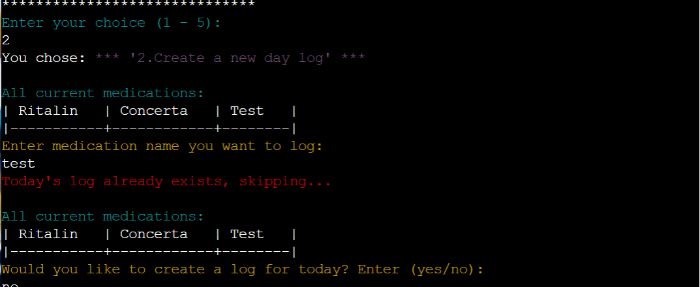 ******************************
Enter your choice (1 - 5):
2
You chose: *** '2.Create a new day log' ***
All current medications:
| Ritalin   | Concerta   | Test   |
|-----------+------------+--------|
Enter medication name you want to log:
test
Today's log already exists, skipping...
All current medications:
| Ritalin   | Concerta   | Test   |
|-----------+------------+--------|
Would you like to create a log for today? Enter (yes/no):
no